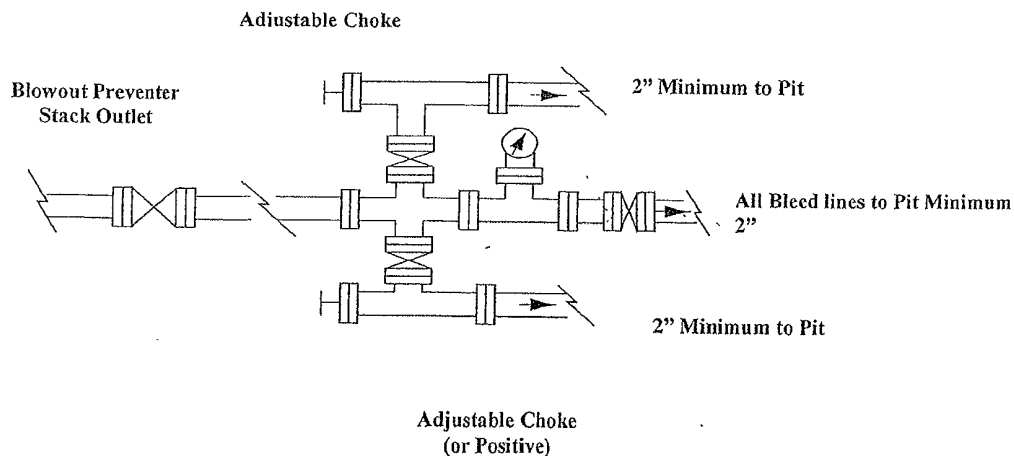 Adiustable Choke
Blowout Preventer
Stack Outlet
2” Minimum to Pit
All Bleed lines to Pit Minimum
2”
2” Minimum to Pit
Adjustable Choke
(or Positive)